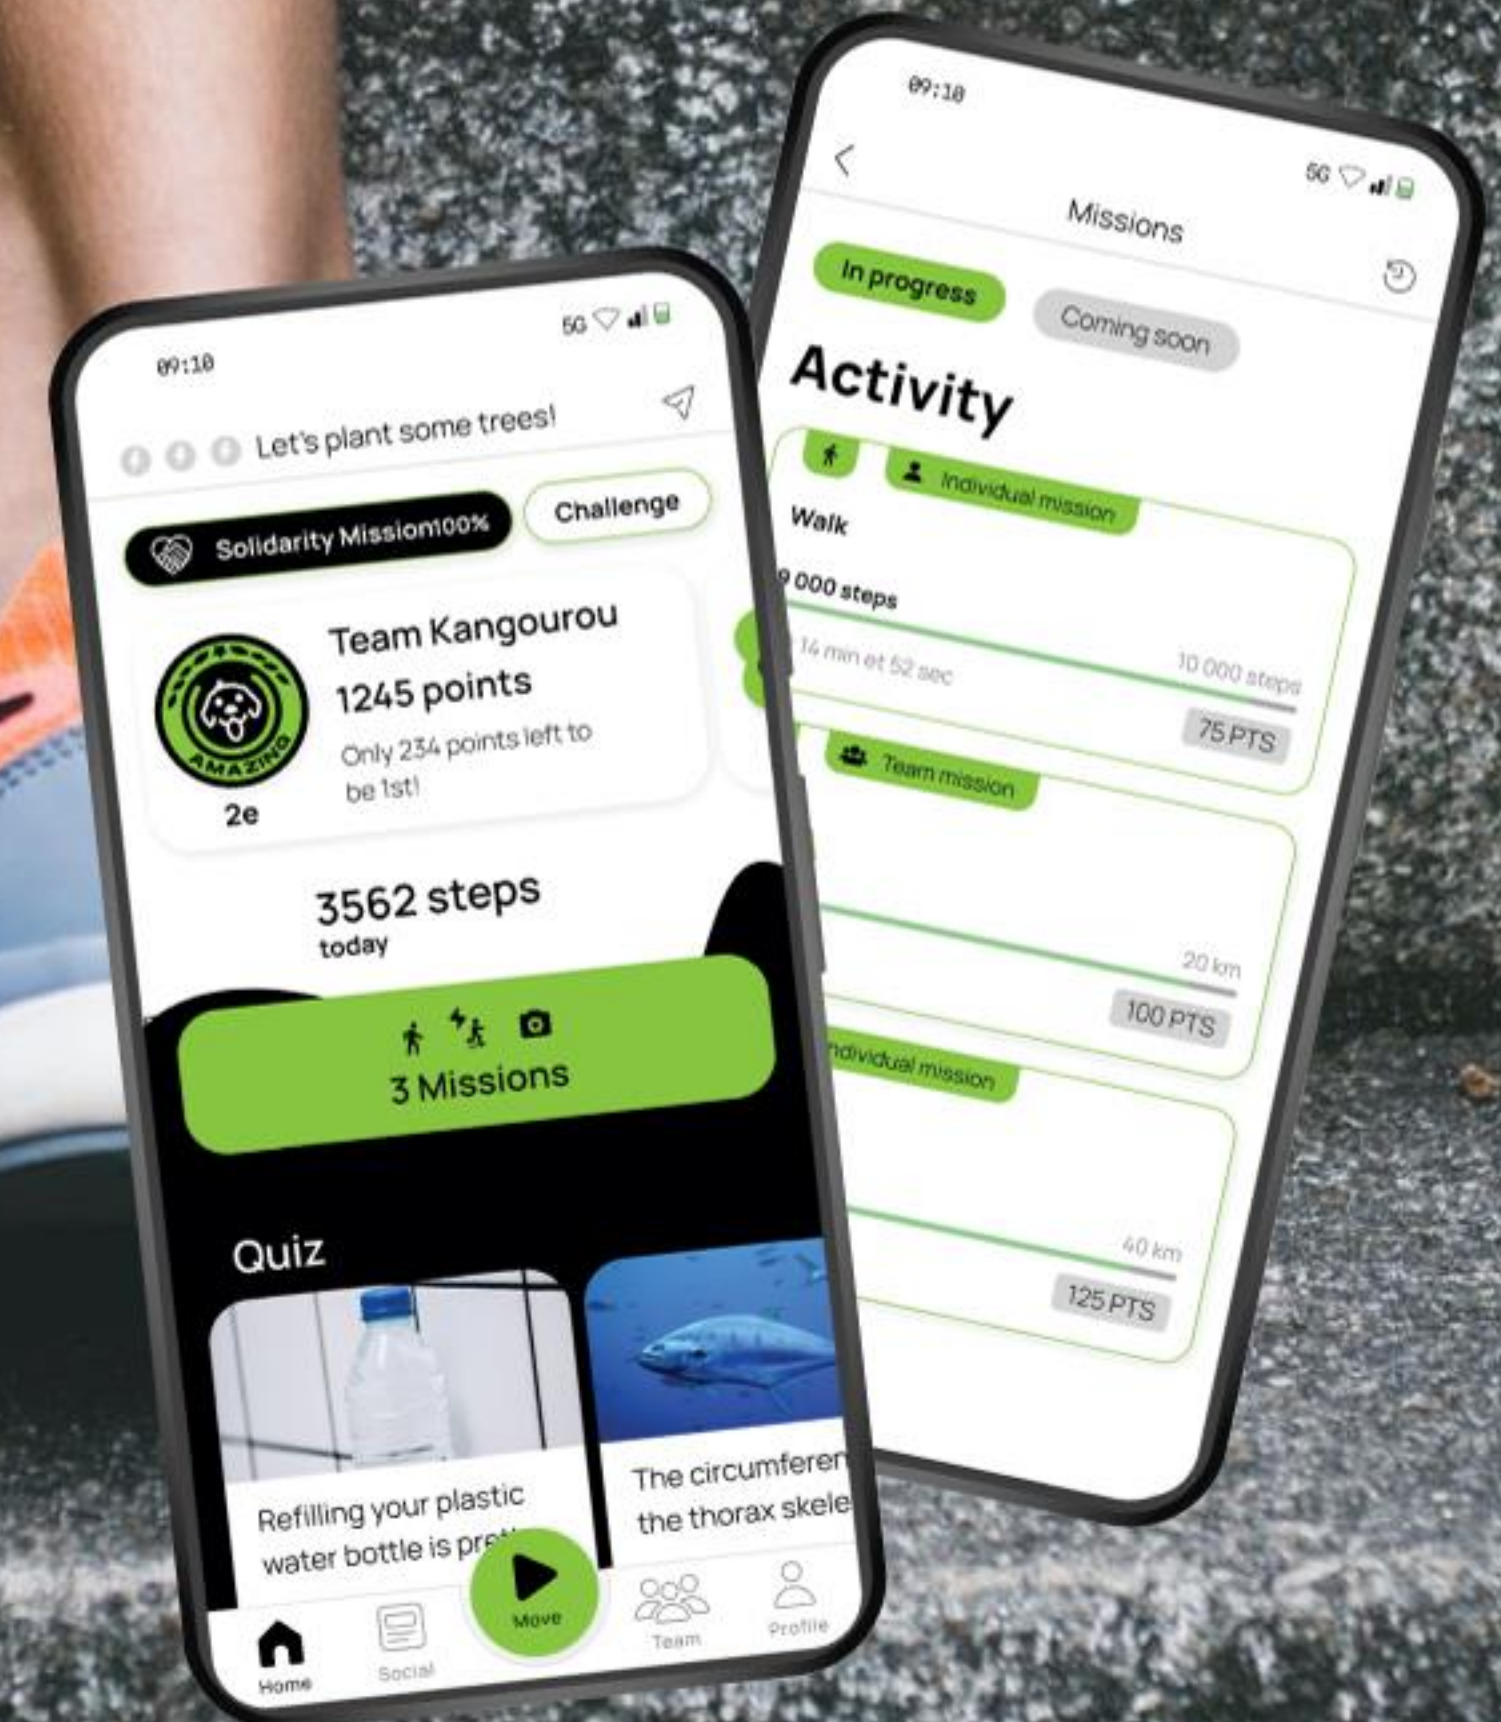 09:10
5G
Let's plant some trees!
Solidarity Mission100%
Challenge
Team Kangourou
1245 points
Only 234 points left to
be 1st!
AMAZING
2e
3562 steps
today
3 Missions
Quiz
Refilling your plastic
water bottle is
The
the thorax
Move
Home
Social
Team
Profile
09:10
5G
Missions
In progress
Coming soon
Activity
Individual mission
Walk
9 000 steps
10 000 steps
14 min et 52 sec
75 PTS
Team mission
20 km
100 PTS
mission
40 km
125 PTS